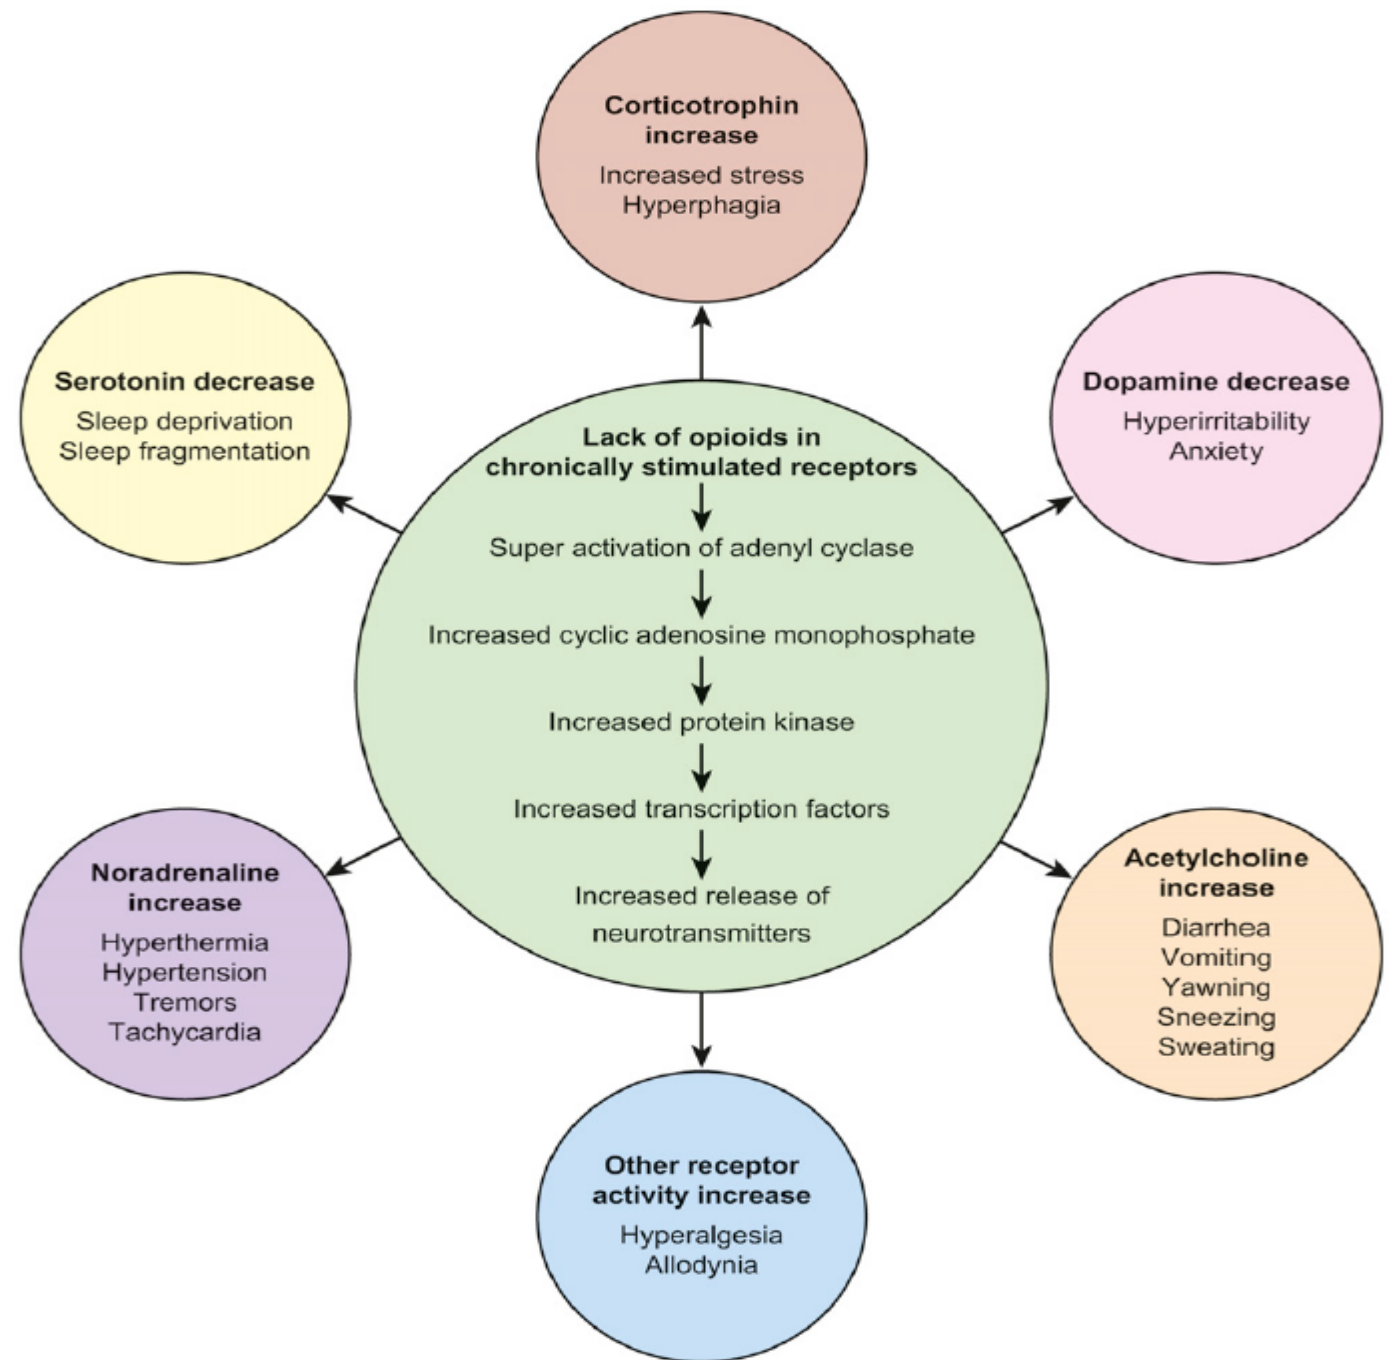 Corticotrophin
increase
Increased stress
Hyperphagia
Serotonin decrease
Sleep deprivation
Sleep fragmentation
Dopamine decrease
Hyperirritability
Anxiety
Lack of opioids in
chronically stimulated receptors
Super activation of adenyl cyclase
Increased cyclic adenosine monophosphate
Increased protein kinase
Increased transcription factors
Increased release of
neurotransmitters
Noradrenaline
increase
Hyperthermia
Hypertension
Tremors
Tachycardia
Acetylcholine
increase
Diarrhea
Vomiting
Yawning
Sneezing
Sweating
Other receptor
activity increase
Hyperalgesia
Allodynia